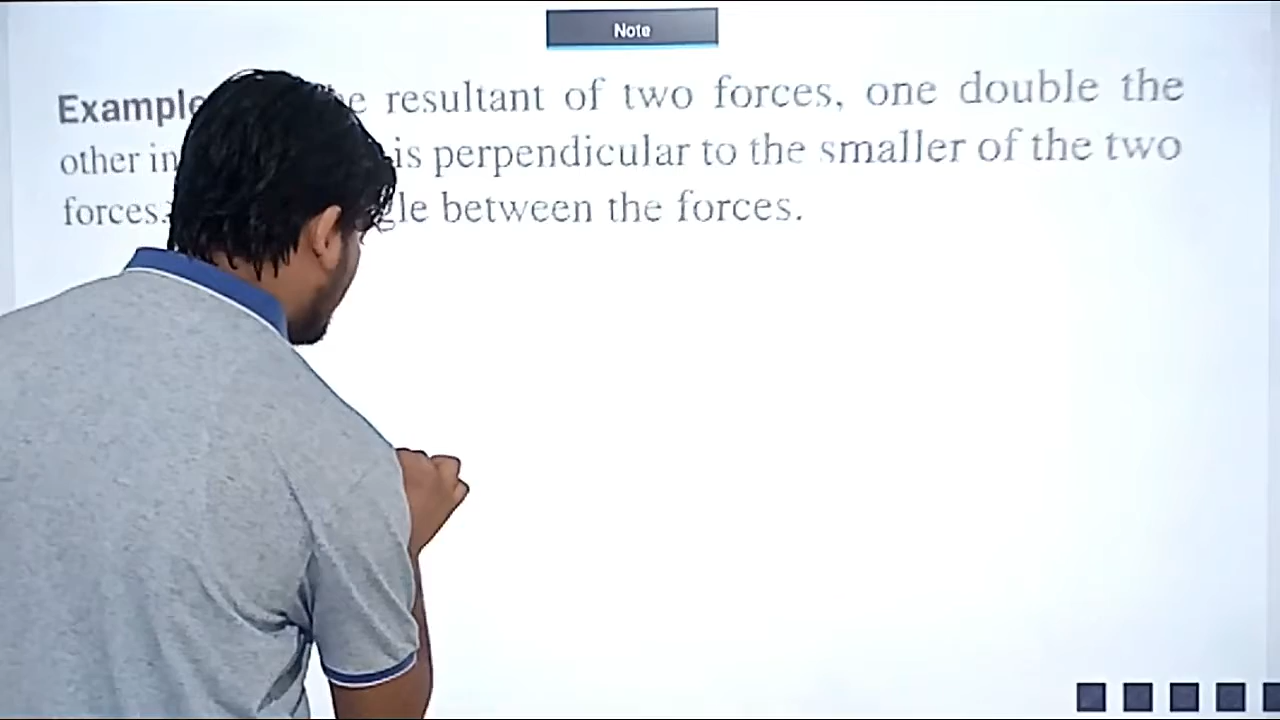 Note
Example resultant of two forces, one double the
other in is perpendicular to the smaller of the two
forces. between the forces.